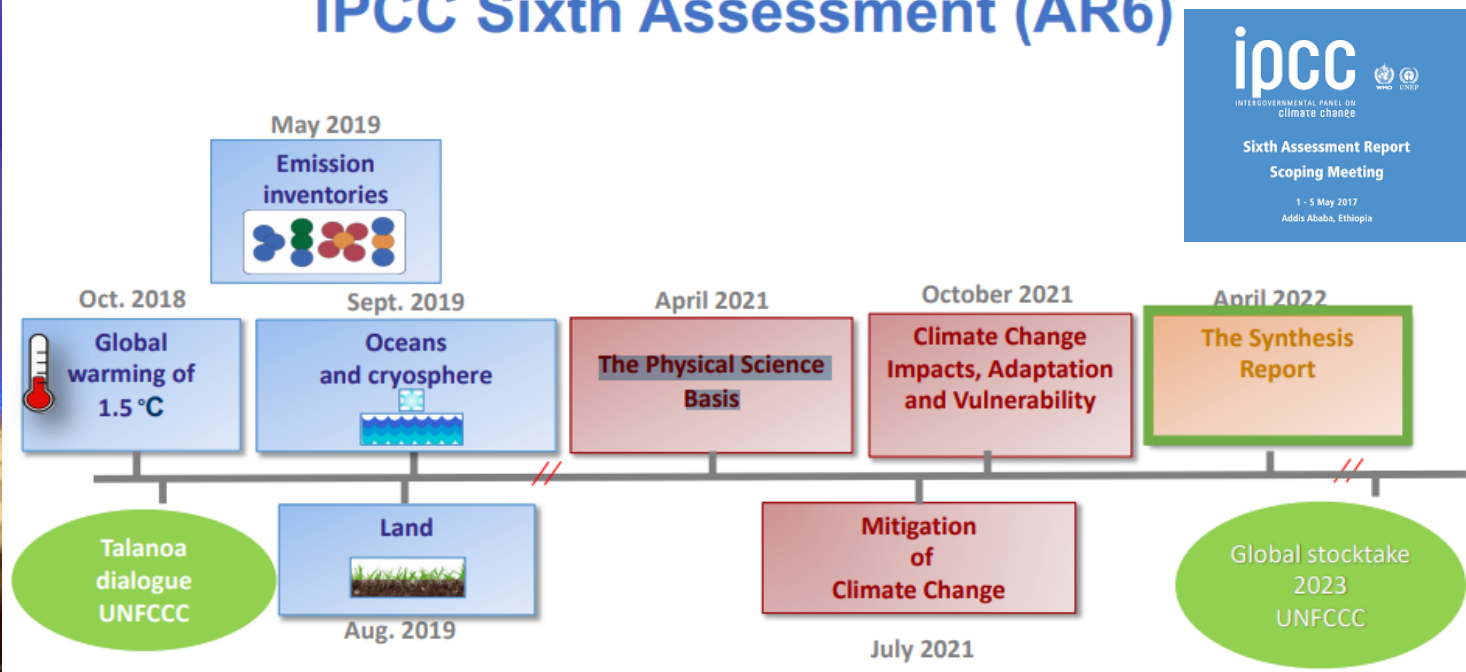 IPCC Sixth Assessment (AR6)
ipcc
WMO UNEP
INTERGOVERNMENTAL PANEL ON
climate change
Sixth Assessment Report
Scoping Meeting
1 - 5 May 2017
Addis Ababa, Ethiopia
May 2019
Emission
inventories
Oct. 2018
Global
warming of
1.5 °C
Sept. 2019
Oceans
and cryosphere
April 2021
The Physical Science
Basis
October 2021
Climate Change
Impacts, Adaptation
and Vulnerability
April 2022
The Synthesis
Report
Talanoa
dialogue
UNFCCC
Land
Aug. 2019
Mitigation
of
Climate Change
July 2021
Global stocktake
2023
UNFCCC